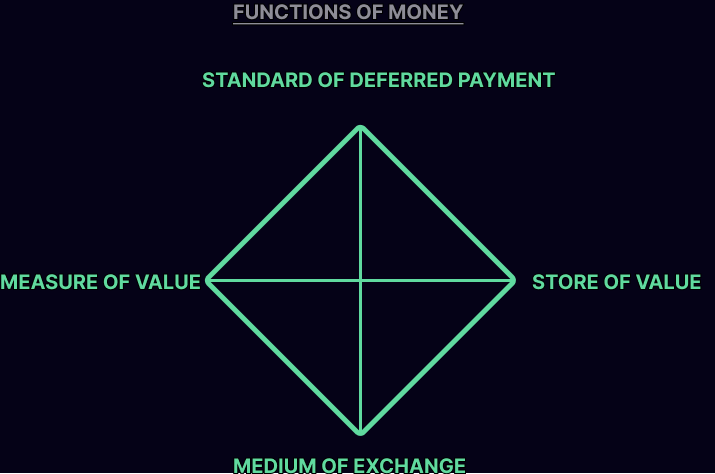 FUNCTIONS OF MONEY
STANDARD OF DEFERRED PAYMENT
MEASURE OF VALUE
STORE OF VALUE
MEDIUM OF EXCHANGE